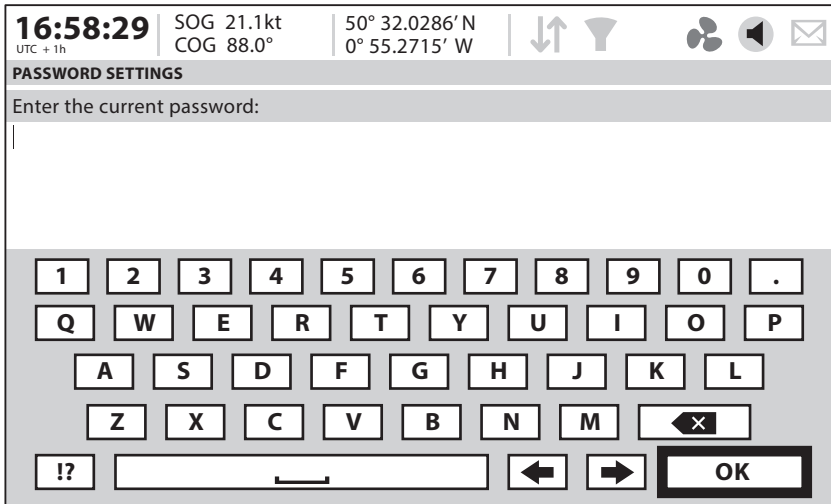 16:58:29 SOG 21.1kt 50° 32.0286′ N
UTC + 1h COG 88.0° 0° 55.2715′ W
PASSWORD SETTINGS
Enter the current password:
1 2 3 4 5 6 7 8 9 0 .
Q W E R T Y U I O P
A S D F G H J K L
Z X C V B N M
!? OK